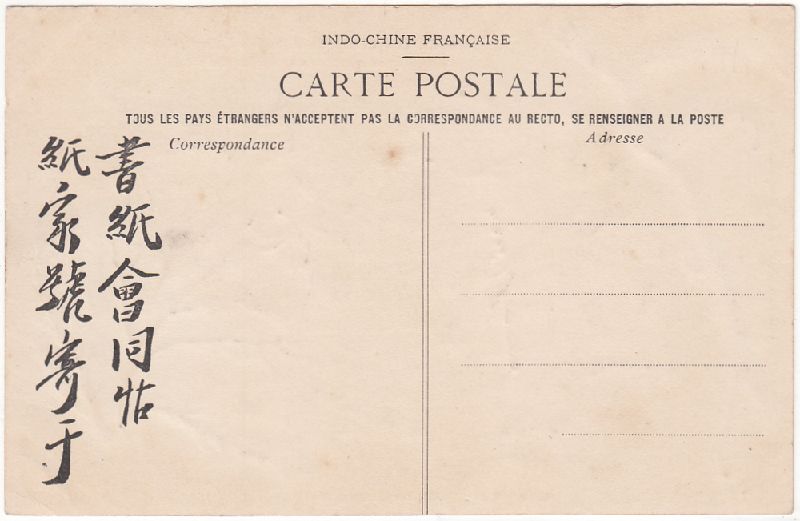 INDO-CHINE FRANÇAISE
CARTE POSTALE
TOUS LES PAYS ÉTRANGERS N'ACCEPTENT PAS LA CORRESPONDANCE AU RECTO, SE RENSEIGNER A LA POSTE
Correspondance
Adresse
書紙會同帖
紙家號寄于